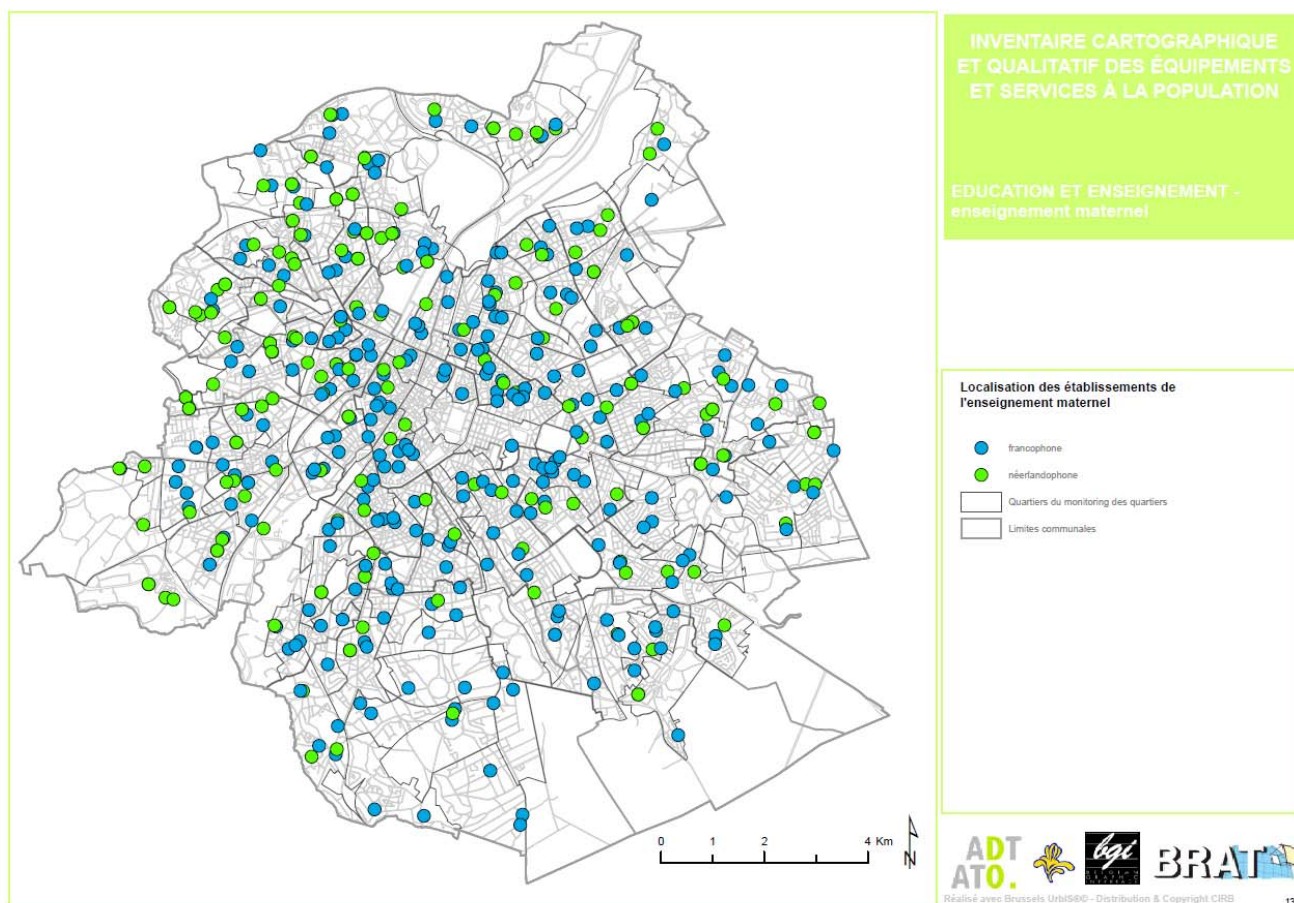 INVENTAIRE CARTOGRAPHIQUE
ET QUALITATIF DES ÉQUIPEMENTS
ET SERVICES À LA POPULATION
EDUCATION ET ENSEIGNEMENT -
enseignement maternel
Localisation des établissements de
l'enseignement maternel
francophone
néerlandophone
Quartiers du monitoring des quartiers
Limites communales
0 1 2 4 Km
N
ADT
ATO.
bgi
BRAT
Réalisé avec Brussels UrbIS®© - Distribution & Copyright CIRB
13